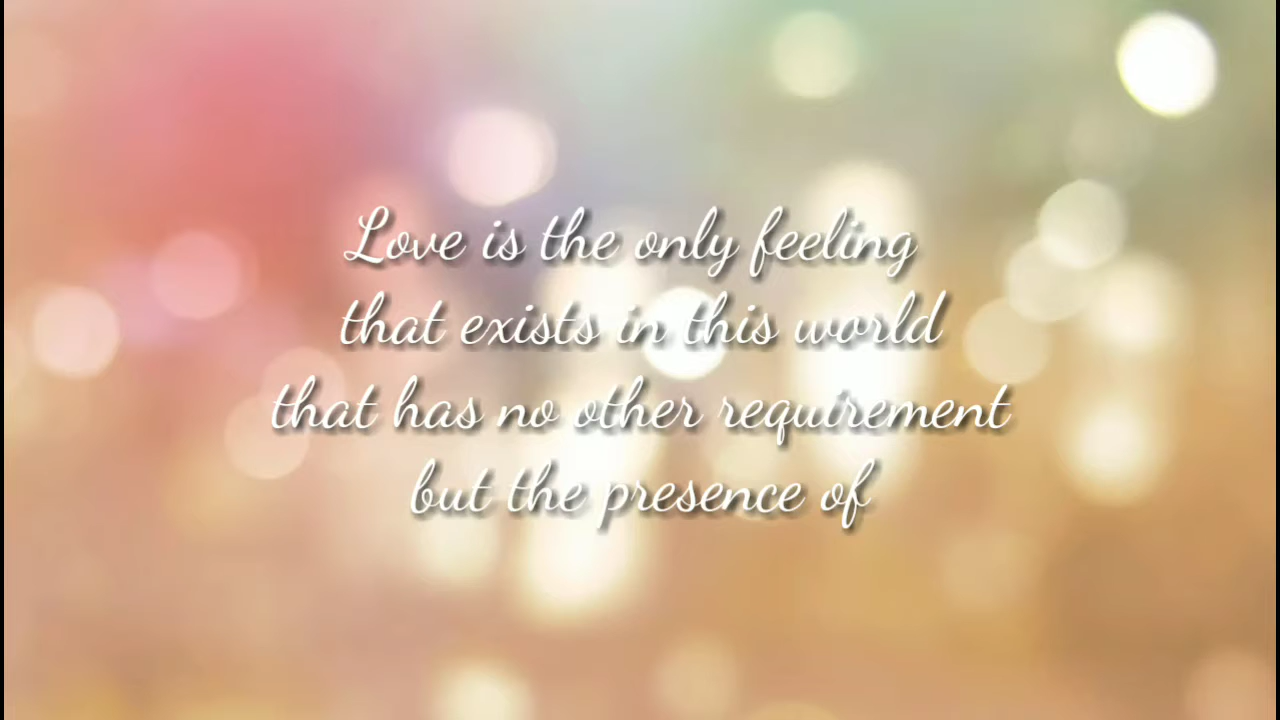 Love is the only feeling
that exists in this world
that has no other requirement
but the presence of